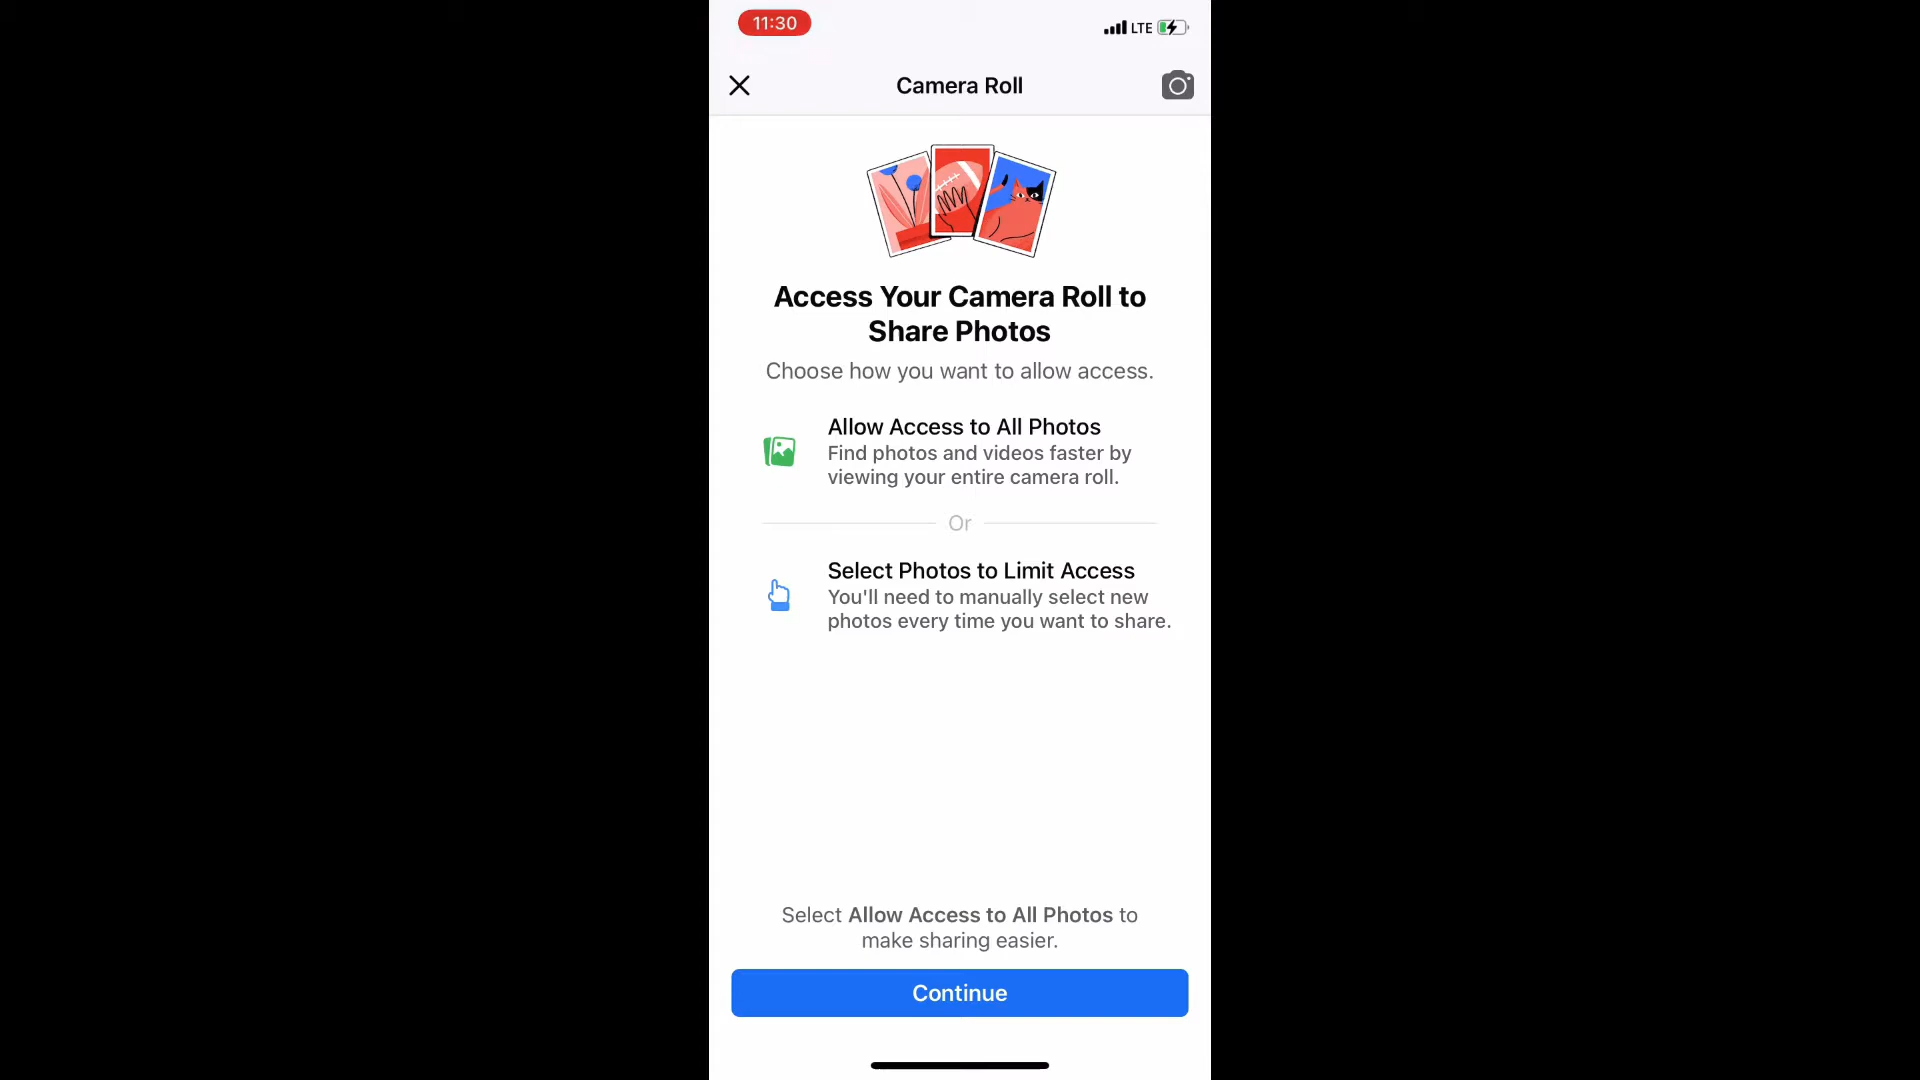 11:30
LTE
Camera Roll
Access Your Camera Roll to
Share Photos
Choose how you want to allow access.
Allow Access to All Photos
Find photos and videos faster by
viewing your entire camera roll.
Or
Select Photos to Limit Access
You'll need to manually select new
photos every time you want to share.
Select Allow Access to All Photos to
make sharing easier.
Continue